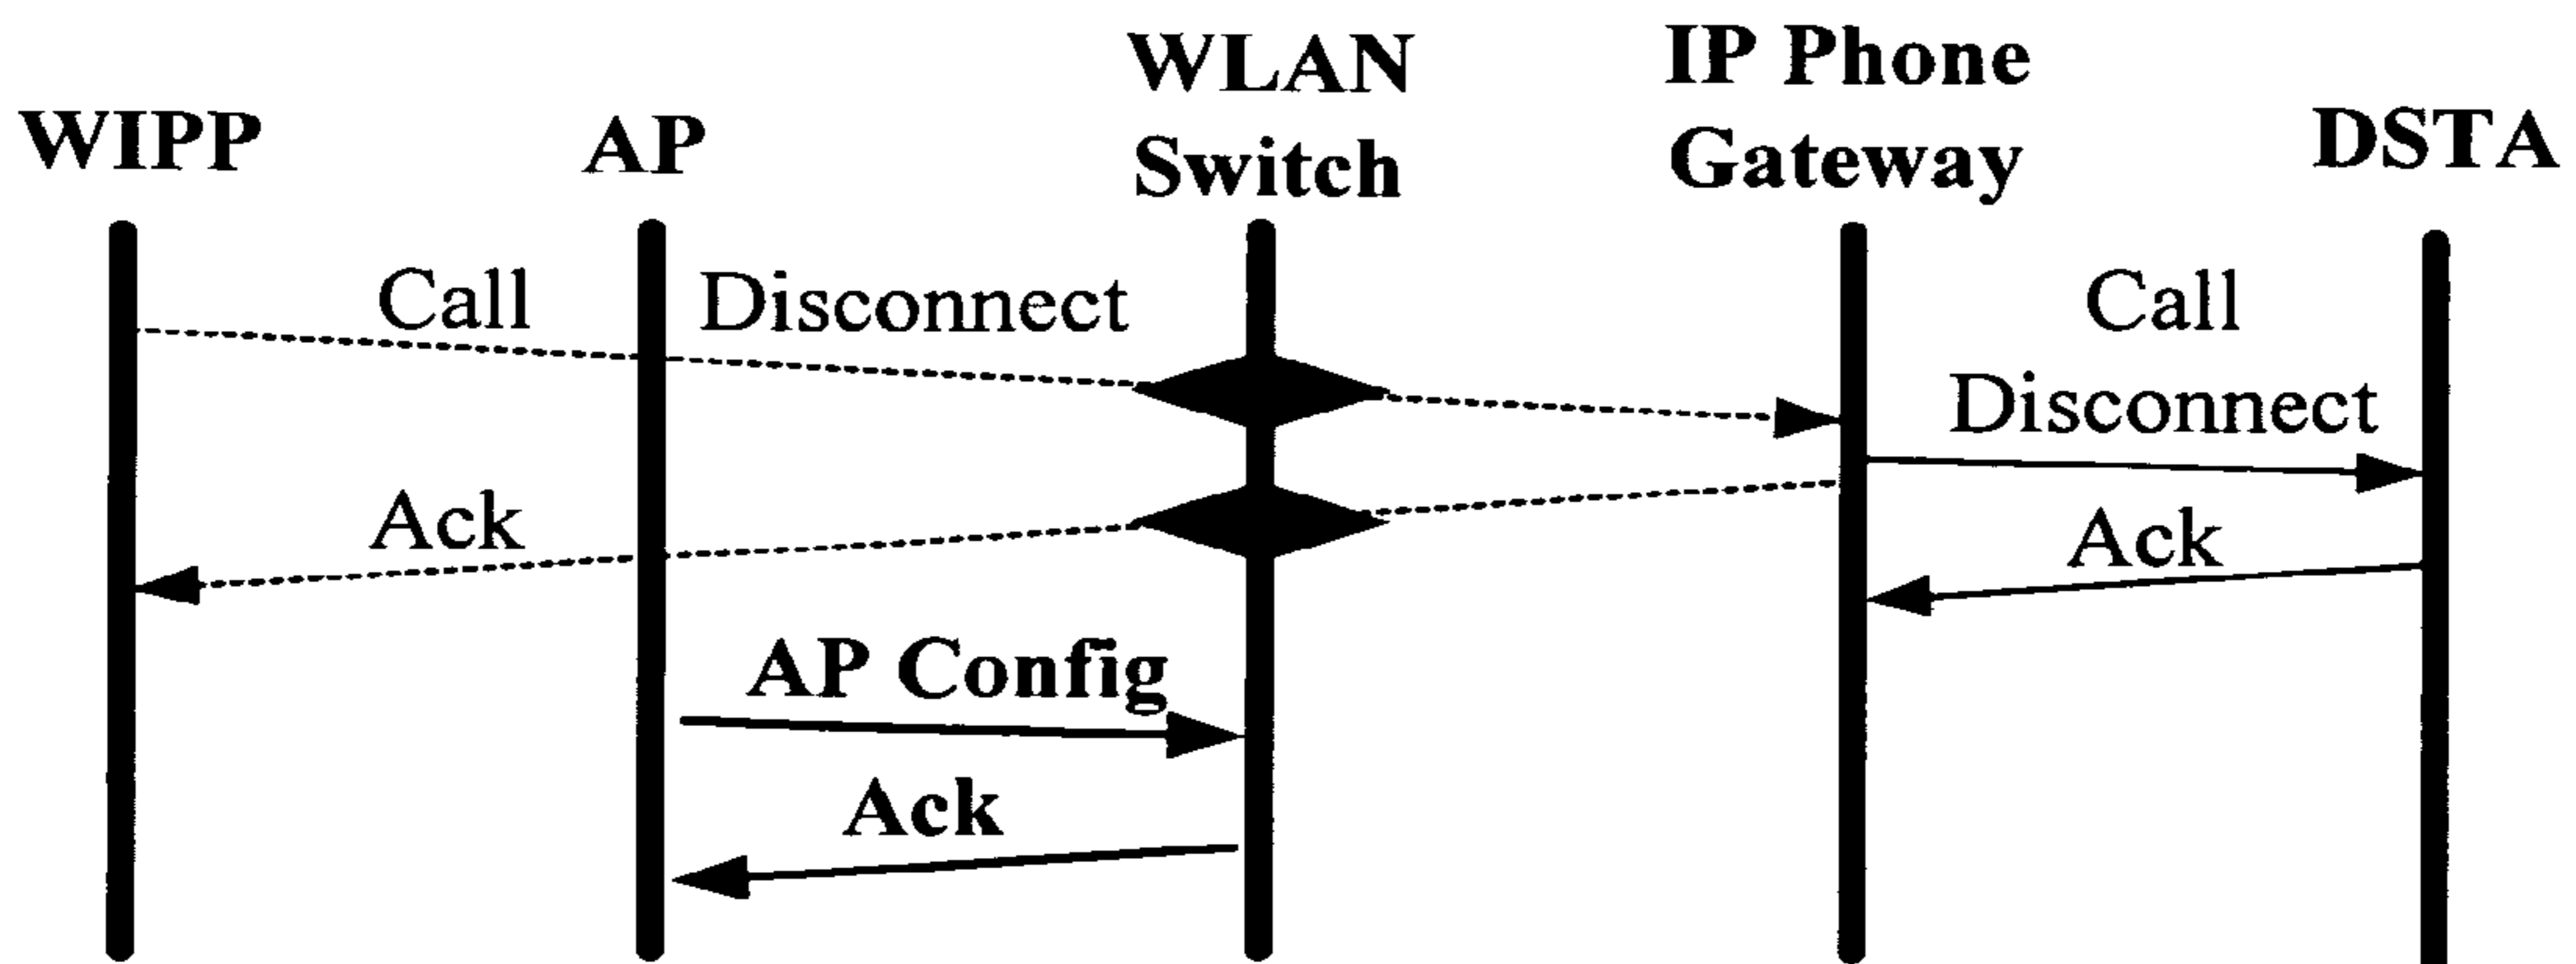 WIPP
AP
WLAN
Switch
IP Phone
Gateway
DSTA
Call Disconnect
Call
Disconnect
Ack
Ack
AP Config
Ack